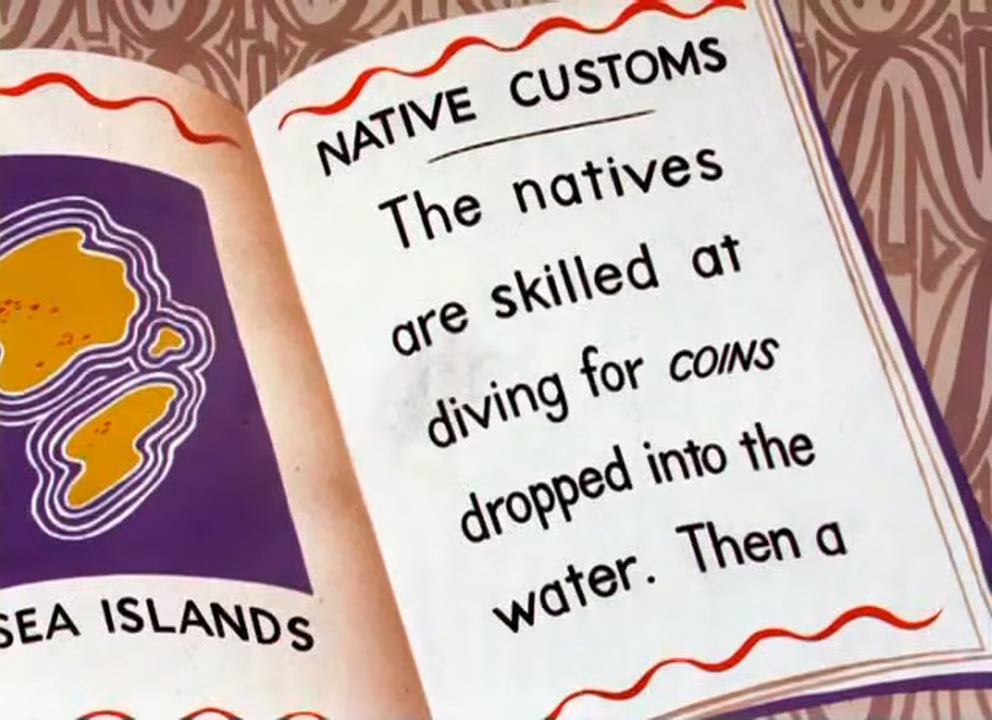 SEA ISLANDS
NATIVE CUSTOMS
The natives
are skilled at
diving for COINS
dropped into the
water. Then a